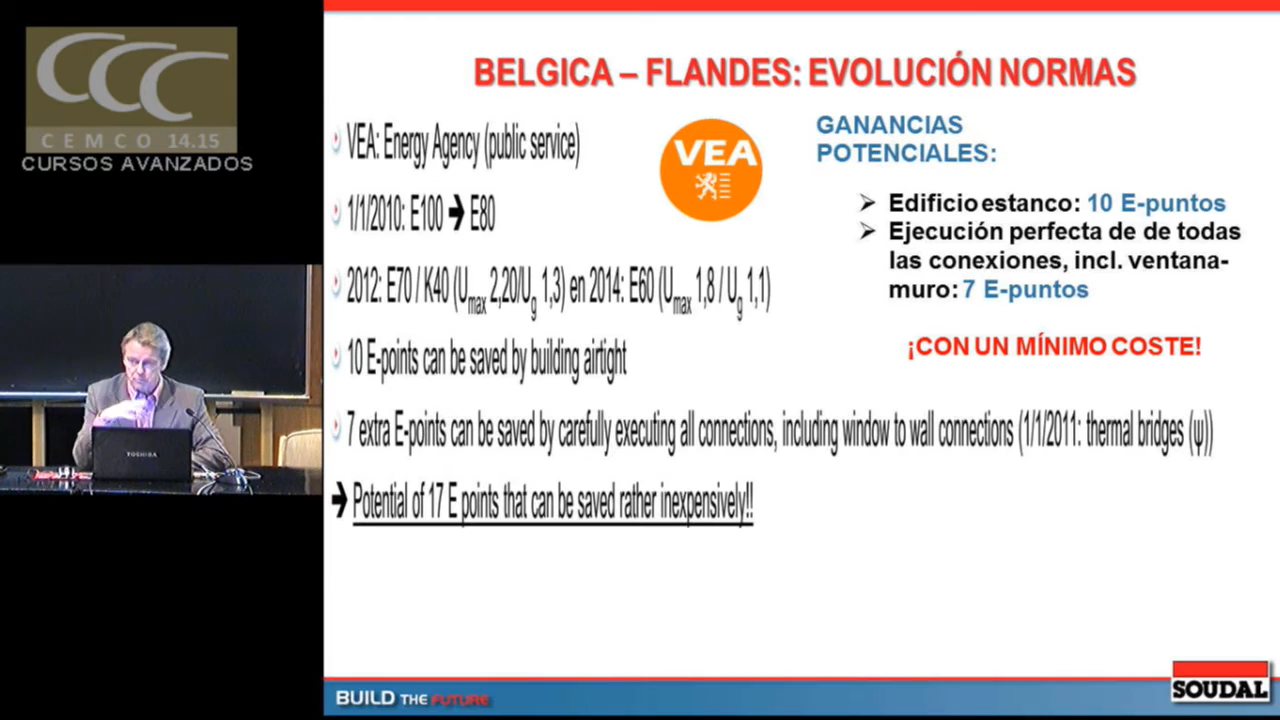 CCC
CEMCO 14.15
CURSOS AVANZADOS
BELGICA – FLANDES: EVOLUCIÓN NORMAS
VEA: Energy Agency (public service)
1/1/2010: E100 ➔ E80
2012: E70 / K40 (Umax 2,20/Ug 1,3) en 2014: E60 (Umax 1,8 / Ug 1,1)
10 E-points can be saved by building airtight
7 extra E-points can be saved by carefully executing all connections, including window to wall connections (1/1/2011: thermal bridges (ψ))
➔ Potential of 17 E points that can be saved rather inexpensively!!
VEA
GANANCIAS
POTENCIALES:
➢ Edificio estanco: 10 E-puntos
➢ Ejecución perfecta de de todas
las conexiones, incl. ventana-
muro: 7 E-puntos
¡CON UN MÍNIMO COSTE!
TOSHIBA
BUILD THE FUTURE
SOUDAL